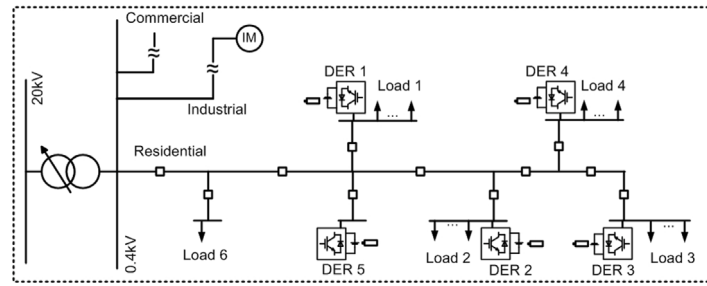 Commercial
IM
Industrial
20kV
DER 1
Load 1
...
DER 4
Load 4
...
Residential
0.4kV
Load 6
DER 5
Load 2
...
DER 2
DER 3
Load 3
...